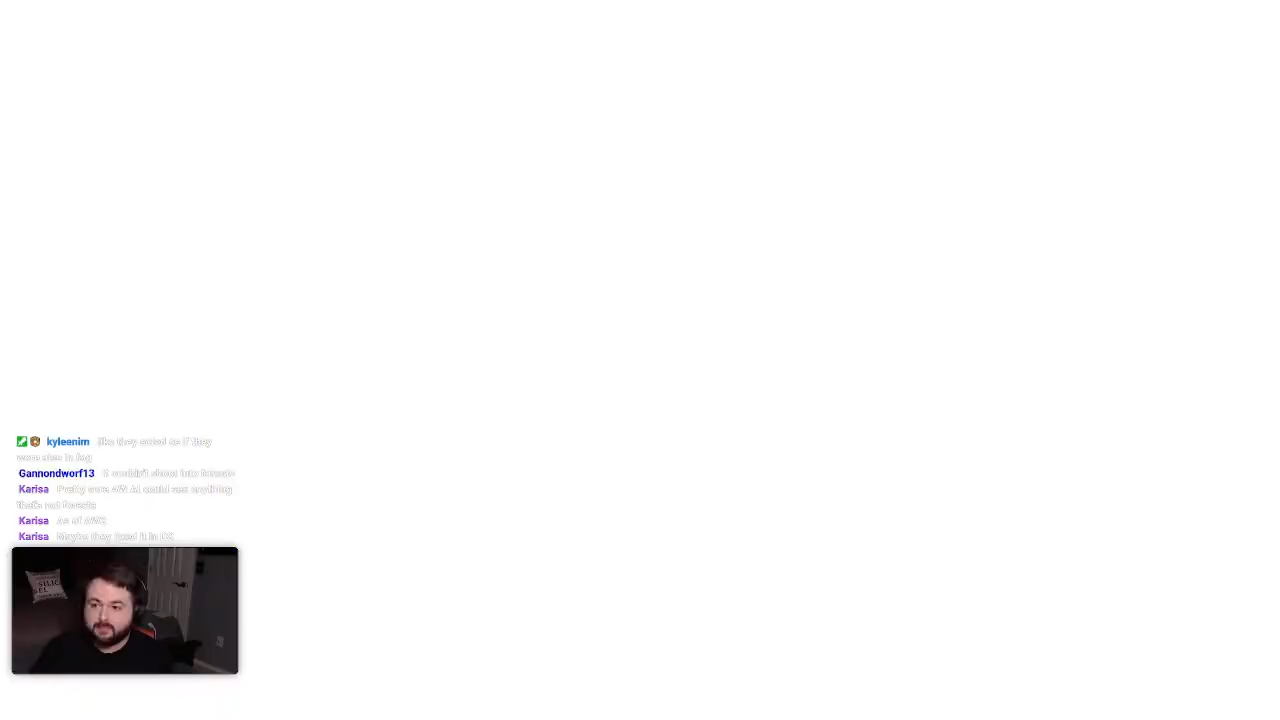 kyleenim like they acted as if they
were also in fog
Gannondworf13 couldn't shoot into forests
Karisa Pretty sure AW AI could see anything
that's not forests
Karisa As of AW2
Karisa Maybe they fixed it in DS